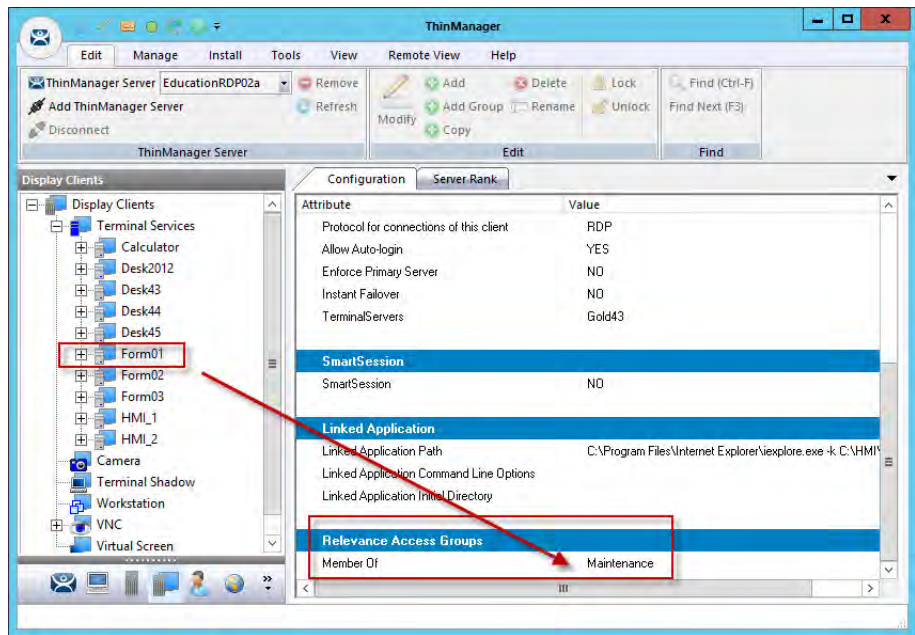 ThinManager
Edit Manage Install Tools View Remote View Help
ThinManager Server EducationRDP02a
Add ThinManager Server
Disconnect
ThinManager Server
Remove
Refresh
Modify
Add
Add Group
Copy
Delete
Rename
Lock
Unlock
Edit
Find (Ctrl-F)
Find Next (F3)
Find
Display Clients
Display Clients
Terminal Services
Calculator
Desk2012
Desk43
Desk44
Desk45
Form01
Form02
Form03
HMI_1
HMI_2
Camera
Terminal Shadow
Workstation
VNC
Virtual Screen
Configuration Server Rank
Attribute Value
Protocol for connections of this client RDP
Allow Auto-login YES
Enforce Primary Server NO
Instant Failover NO
TerminalServers Gold43
SmartSession
SmartSession NO
Linked Application
Linked Application Path C:\Program Files\Internet Explorer\iexplore.exe -k C:\HMI\
Linked Application Command Line Options
Linked Application Initial Directory
Relevance Access Groups
Member Of Maintenance